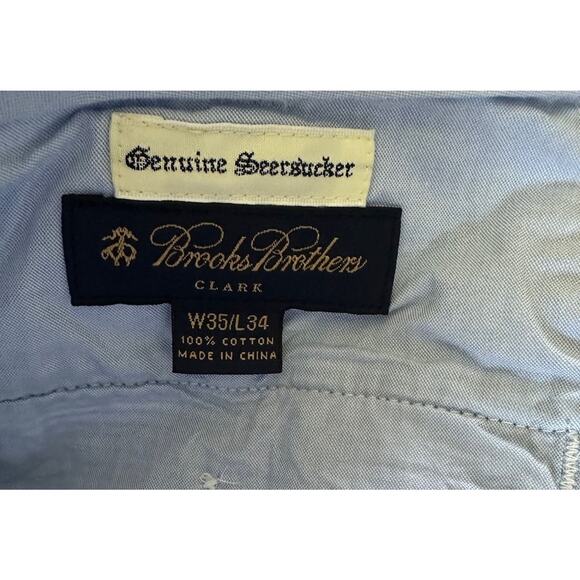 Genuine Seersucker
Brooks Brothers
CLARK
W35/L34
100% COTTON
MADE IN CHINA